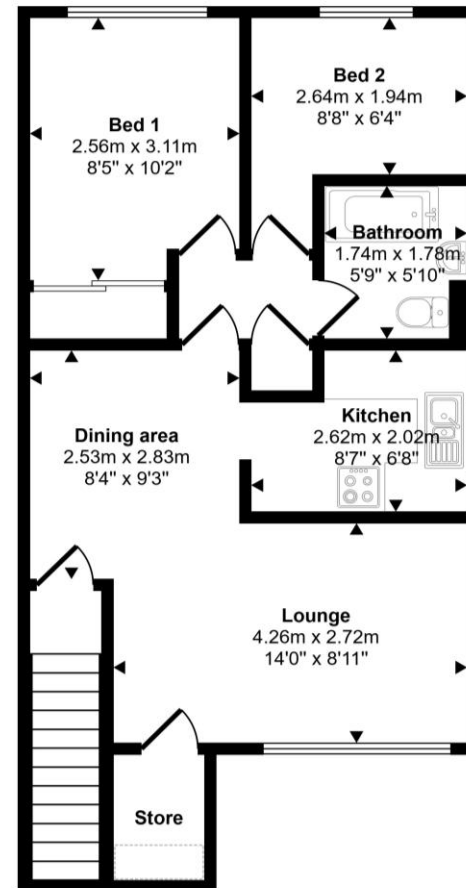 Bed 1
2.56m x 3.11m
8'5" x 10'2"
Bed 2
2.64m x 1.94m
8'8" x 6'4"
Bathroom
1.74m x 1.78m
5'9" x 5'10"
Dining area
2.53m x 2.83m
8'4" x 9'3"
Kitchen
2.62m x 2.02m
8'7" x 6'8"
Lounge
4.26m x 2.72m
14'0" x 8'11"
Store